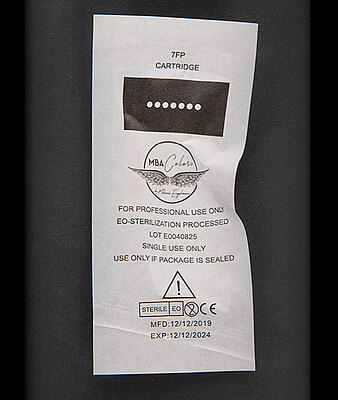 7FP
CARTRIDGE
MBA Colors
FOR PROFESSIONAL USE ONLY
EO-STERILIZATION PROCESSED
LOT E0040825
SINGLE USE ONLY
USE ONLY IF PACKAGE IS SEALED
STERILE EO 2 CE
MFD:12/12/2019
EXP:12/12/2024